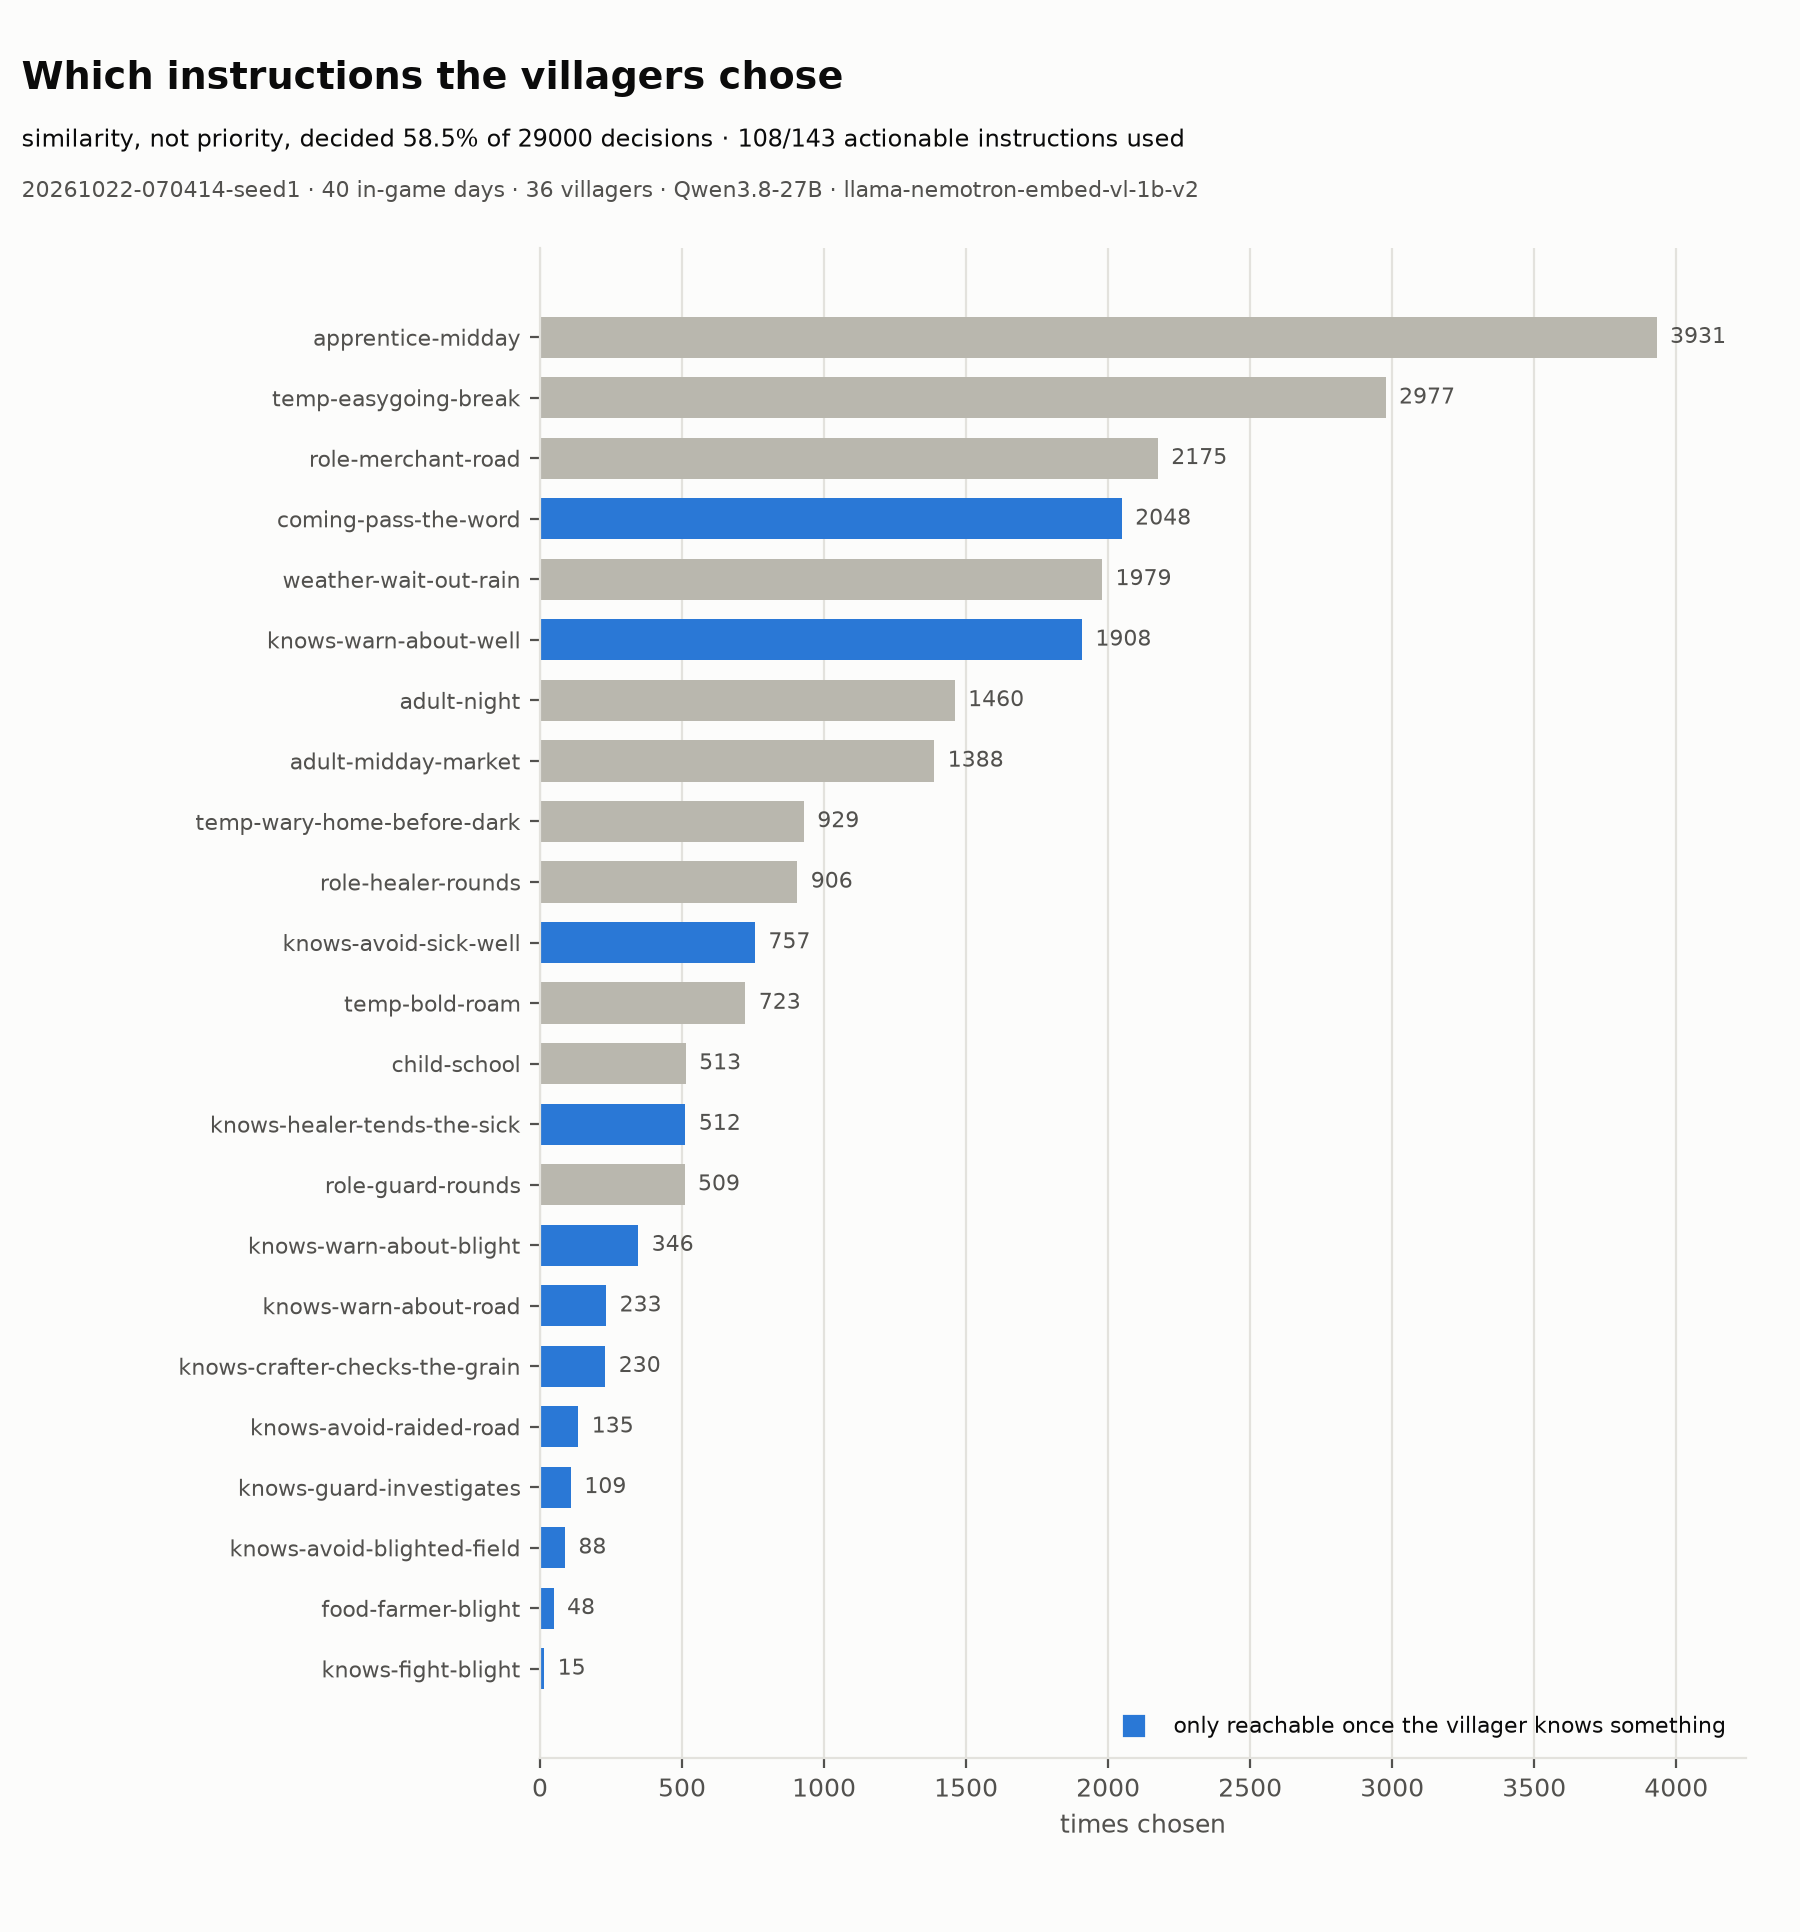 Which instructions the villagers chose
similarity, not priority, decided 58.5% of 29000 decisions · 108/143 actionable instructions used
20261022-070414-seed1 · 40 in-game days · 36 villagers · Qwen3.8-27B · llama-nemotron-embed-vl-1b-v2
apprentice-midday 3931
temp-easygoing-break 2977
role-merchant-road 2175
coming-pass-the-word 2048
weather-wait-out-rain 1979
knows-warn-about-well 1908
adult-night 1460
adult-midday-market 1388
temp-wary-home-before-dark 929
role-healer-rounds 906
knows-avoid-sick-well 757
temp-bold-roam 723
child-school 513
knows-healer-tends-the-sick 512
role-guard-rounds 509
knows-warn-about-blight 346
knows-warn-about-road 233
knows-crafter-checks-the-grain 230
knows-avoid-raided-road 135
knows-guard-investigates 109
knows-avoid-blighted-field 88
food-farmer-blight 48
knows-fight-blight 15
only reachable once the villager knows something
0 500 1000 1500 2000 2500 3000 3500 4000
times chosen